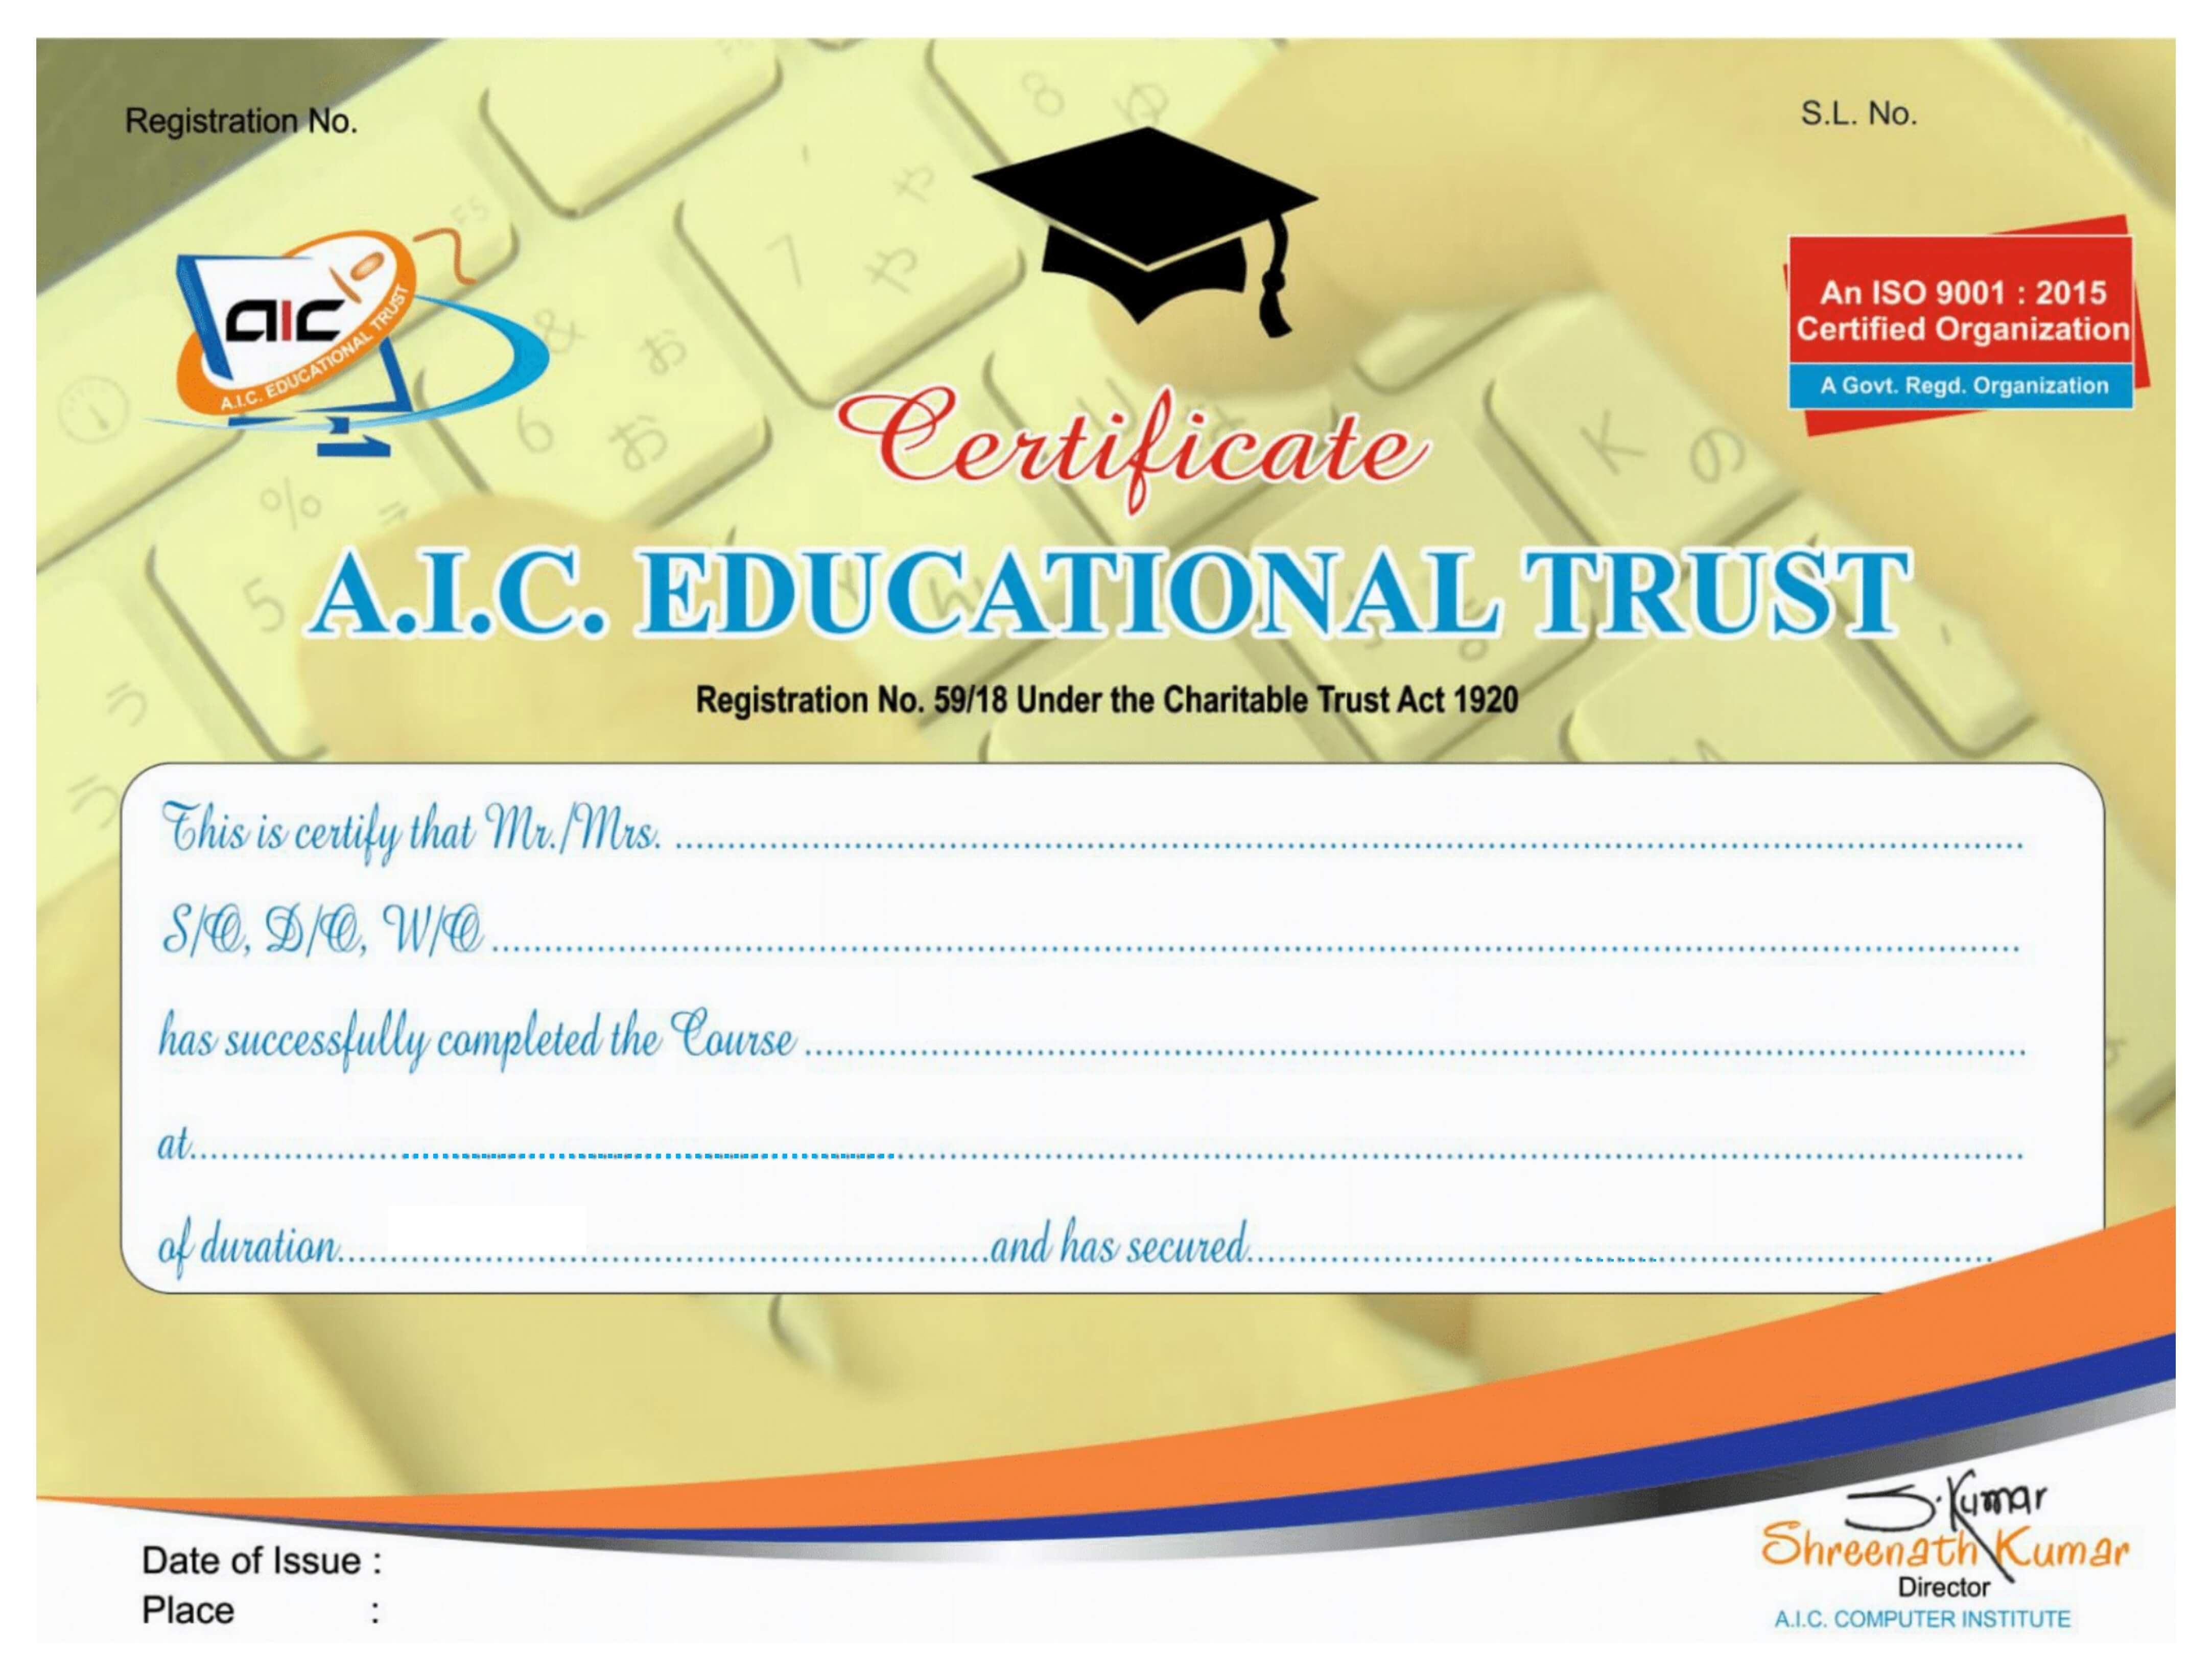 Registration No.
S.L. No.
aic
A.I.C. EDUCATIONAL TRUST
An ISO 9001 : 2015
Certified Organization
A Govt. Regd. Organization
Certificate
A.I.C. EDUCATIONAL TRUST
Registration No. 59/18 Under the Charitable Trust Act 1920
This is certify that Mr./Mrs. ....................
S/O, D/O, W/O ....................
has successfully completed the Course ....................
at....................
of duration....................and has secured....................
S.Kumar
Shreenath Kumar
Director
A.I.C. COMPUTER INSTITUTE
Date of Issue :
Place :